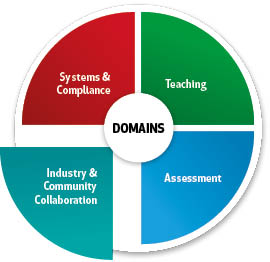 Systems &
Compliance
Teaching
DOMAINS
Industry &
Community
Collaboration
Assessment